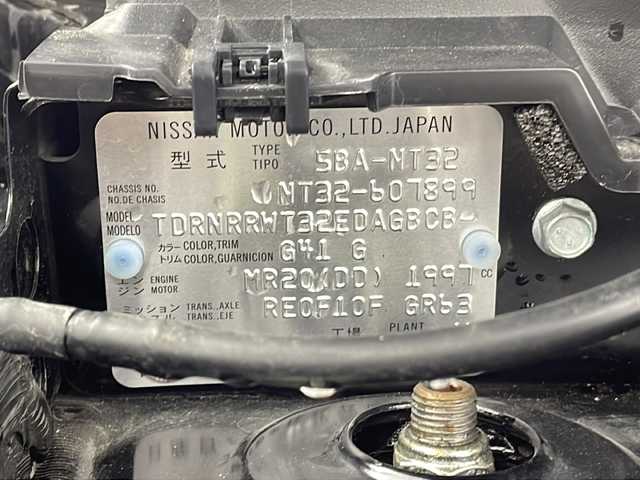 NISSAN MOTOR CO.,LTD.JAPAN
型式 TYPE TIPO 5BA-NT32
CHASSIS NO. NO.DE CHASIS NT32-607899
MODEL MODELO TDRNRRWT32EDAGBCB-
カラー COLOR,TRIM G41 G
トリム COLOR,GUARNICION
エンジン ENGINE MOTOR. MR20(DD) 1997 CC
ミッション TRANS.,AXLE TRANS.,EJE RE0F10F GR63
工場 PLANT